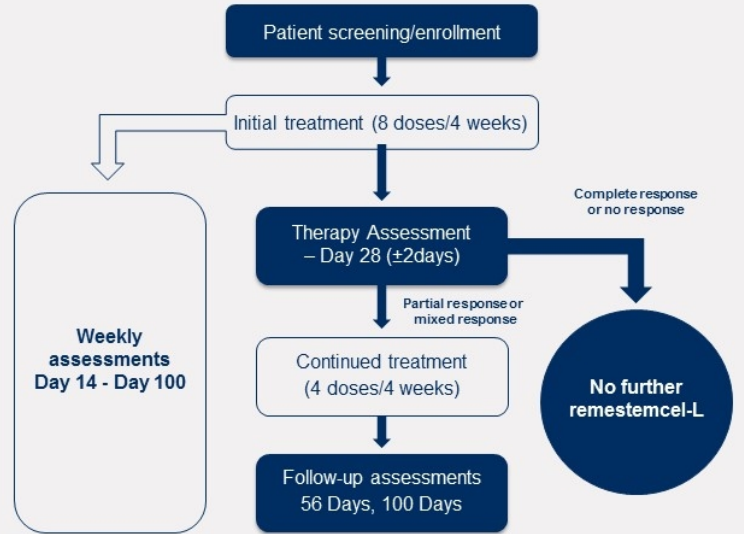 Patient screening/enrollment
Initial treatment (8 doses/4 weeks)
Complete response
or no response
Therapy Assessment
– Day 28 (±2days)
Partial response or
mixed response
Weekly
assessments
Day 14 - Day 100
Continued treatment
(4 doses/4 weeks)
No further
remestemcel-L
Follow-up assessments
56 Days, 100 Days